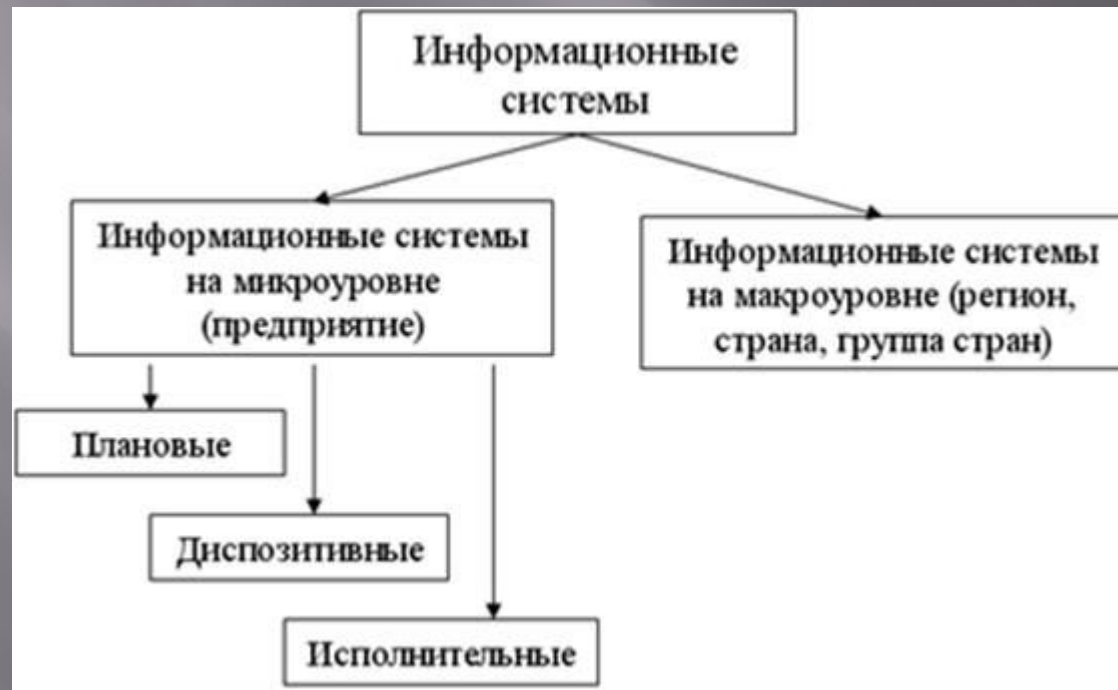 Информационные
системы
Информационные системы
на микроуровне
(предприятие)
Информационные системы
на макроуровне (регион,
страна, группа стран)
Плановые
Диспозитивные
Исполнительные